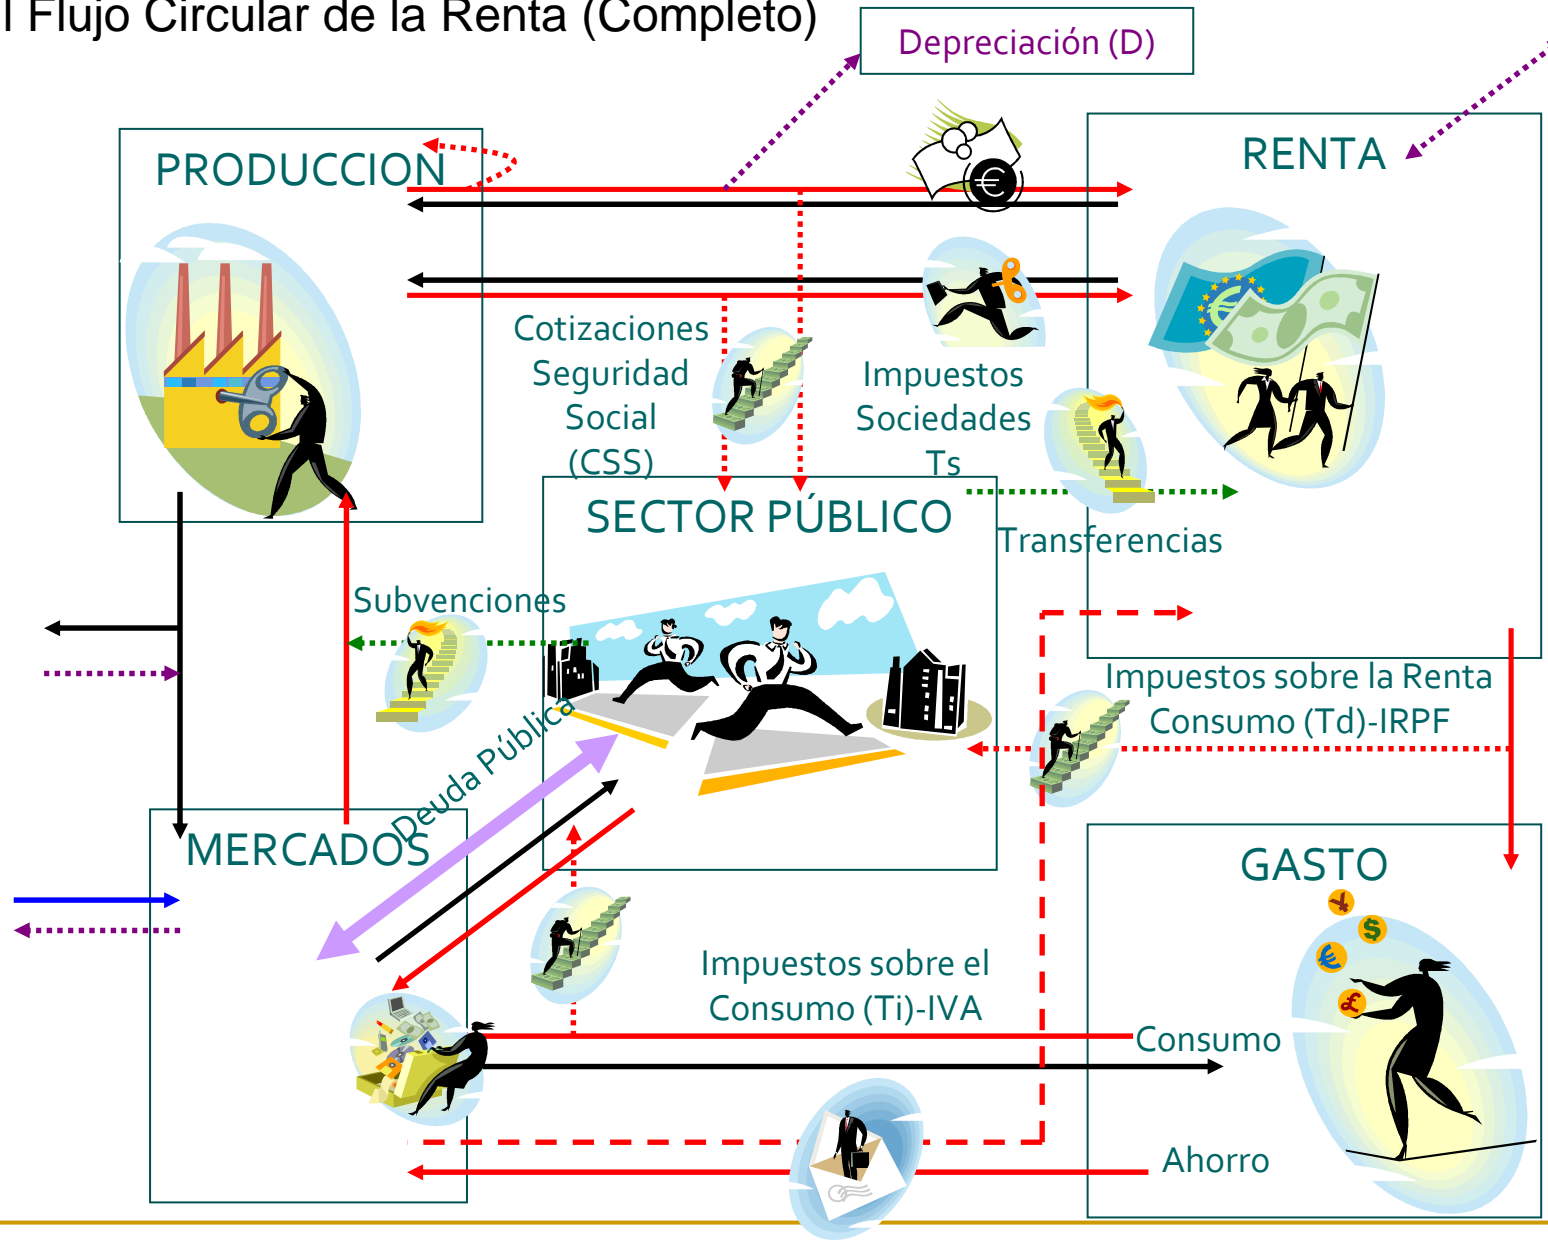 l Flujo Circular de la Renta (Completo)
Depreciación (D)
PRODUCCION
RENTA
Cotizaciones
Seguridad
Social
(CSS)
Impuestos
Sociedades
Ts
SECTOR PÚBLICO
Transferencias
Subvenciones
Impuestos sobre la Renta
Consumo (Td)-IRPF
Deuda Pública
MERCADOS
GASTO
Impuestos sobre el
Consumo (Ti)-IVA
Consumo
Ahorro